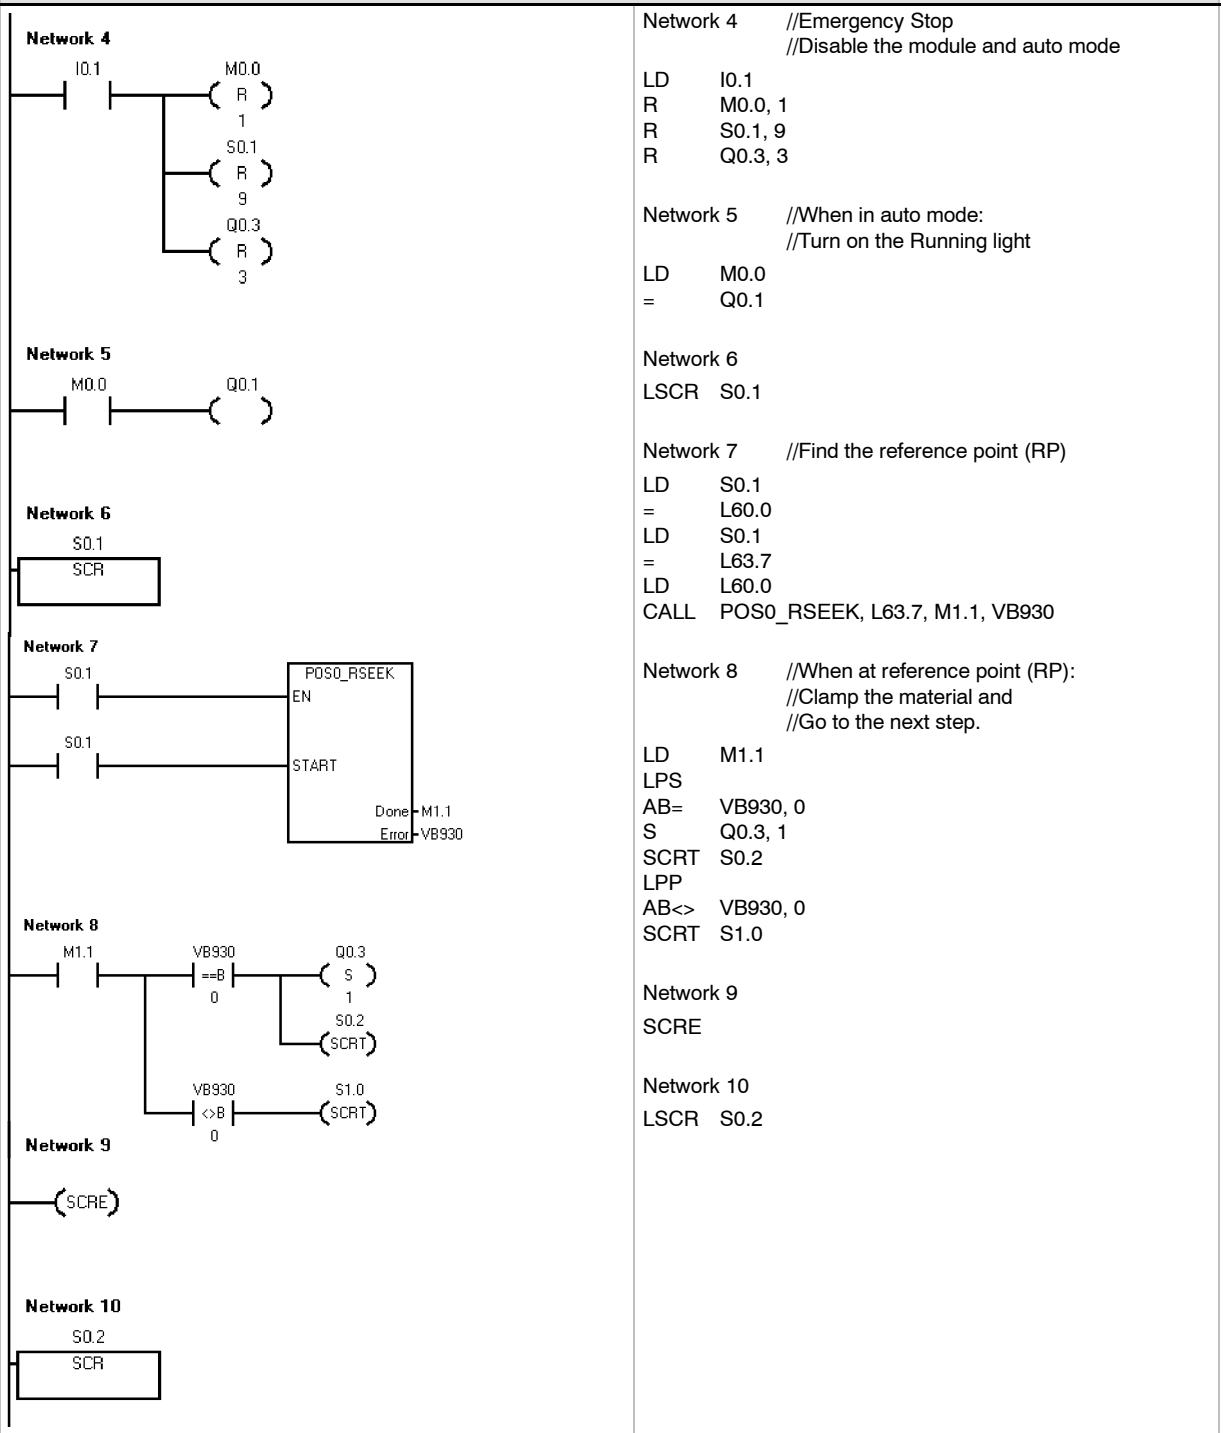 Network 4
I0.1 M0.0
R
1
S0.1
R
9
Q0.3
R
3
Network 5
M0.0 Q0.1
Network 6
S0.1
SCR
Network 7
S0.1 POS0_RSEEK
EN
S0.1
START
Done M1.1
Error VB930
Network 8
M1.1 VB930 Q0.3
==B S
0 1
S0.2
SCRT
VB930 S1.0
<>B SCRT
0
Network 9
SCRE
Network 10
S0.2
SCR
Network 4 //Emergency Stop
//Disable the module and auto mode
LD I0.1
R M0.0, 1
R S0.1, 9
R Q0.3, 3
Network 5 //When in auto mode:
//Turn on the Running light
LD M0.0
= Q0.1
Network 6
LSCR S0.1
Network 7 //Find the reference point (RP)
LD S0.1
= L60.0
LD S0.1
= L63.7
LD L60.0
CALL POS0_RSEEK, L63.7, M1.1, VB930
Network 8 //When at reference point (RP):
//Clamp the material and
//Go to the next step.
LD M1.1
LPS
AB= VB930, 0
S Q0.3, 1
SCRT S0.2
LPP
AB<> VB930, 0
SCRT S1.0
Network 9
SCRE
Network 10
LSCR S0.2